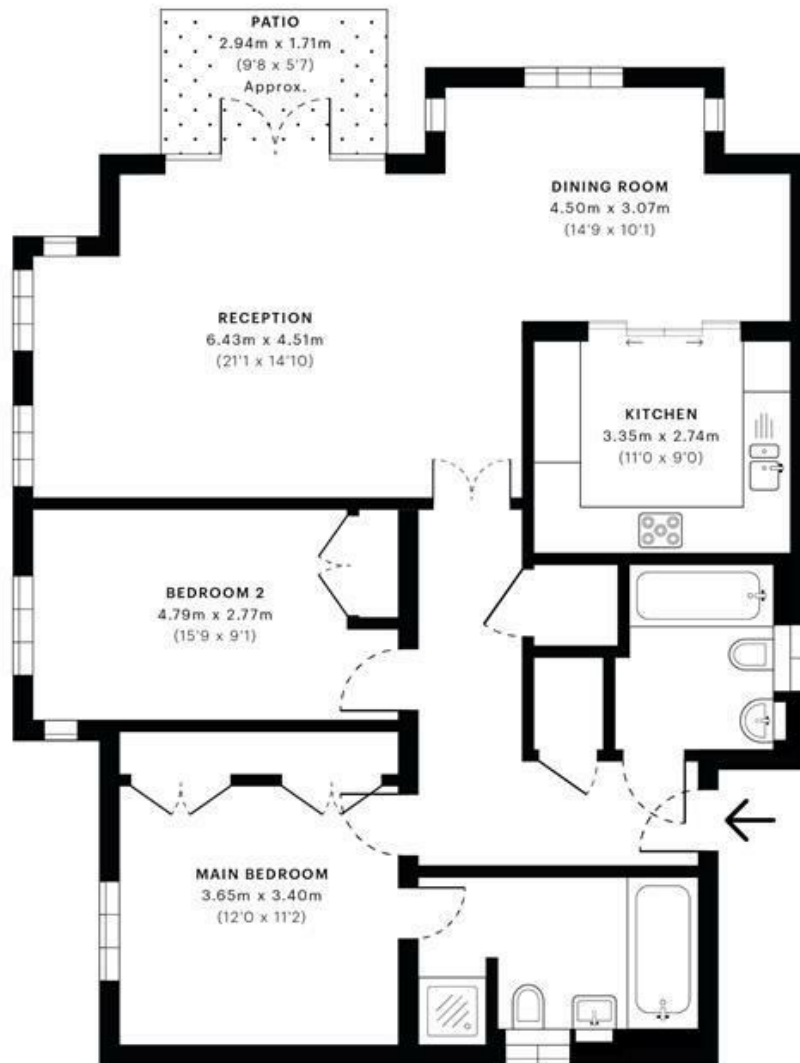 PATIO
2.94m x 1.71m
(9'8 x 5'7)
Approx.
DINING ROOM
4.50m x 3.07m
(14'9 x 10'1)
RECEPTION
6.43m x 4.51m
(21'1 x 14'10)
KITCHEN
3.35m x 2.74m
(11'0 x 9'0)
BEDROOM 2
4.79m x 2.77m
(15'9 x 9'1)
MAIN BEDROOM
3.65m x 3.40m
(12'0 x 11'2)